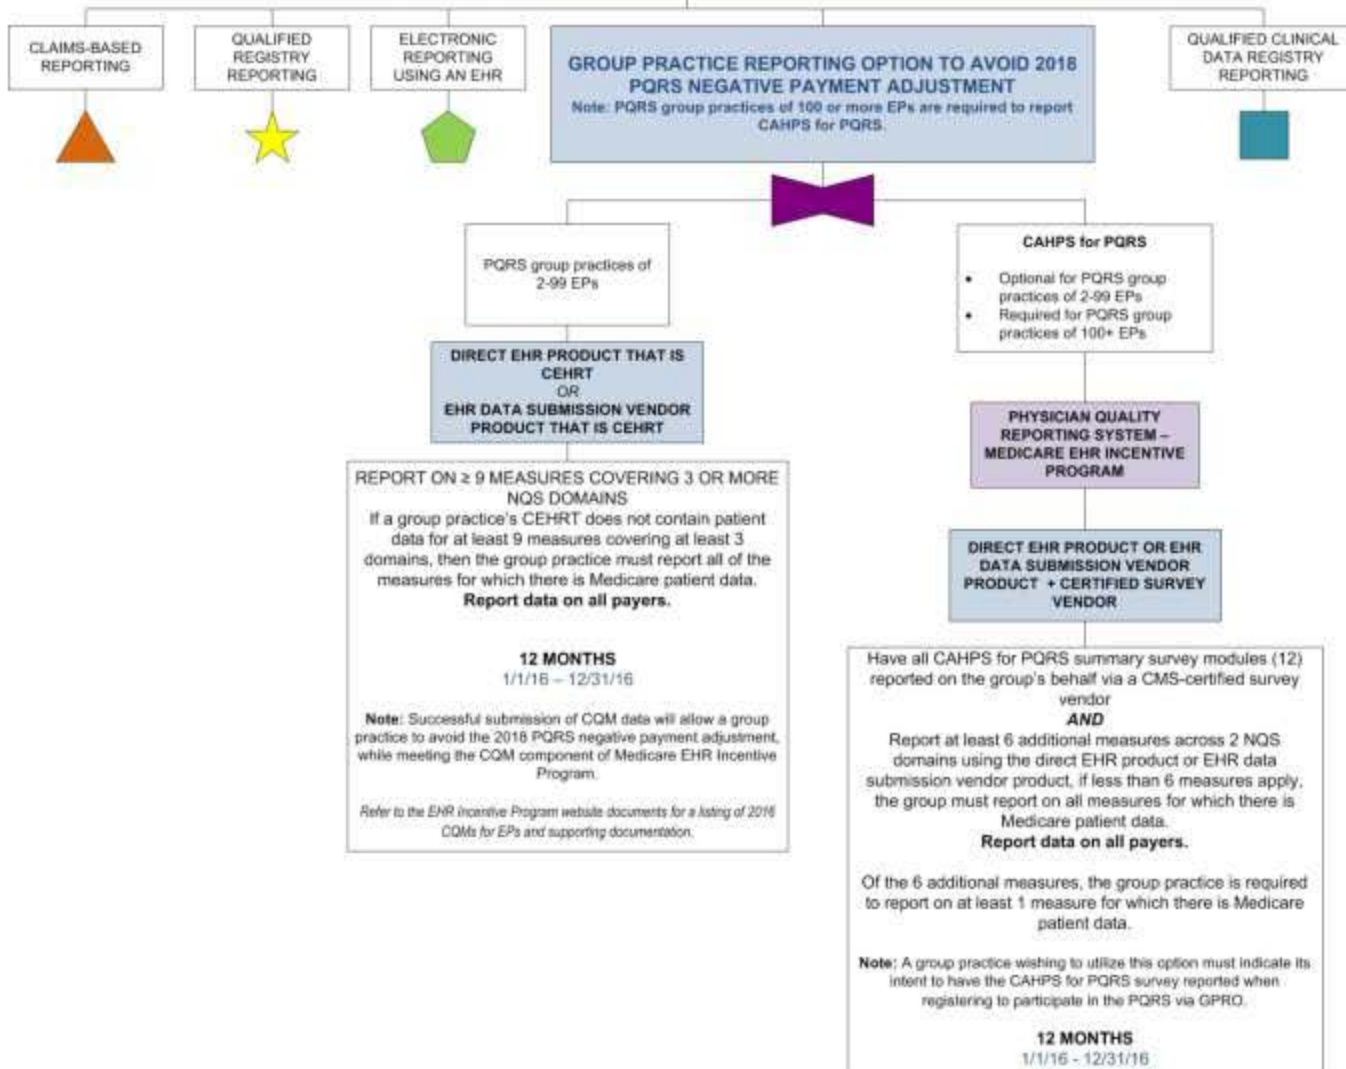 CLAIMS-BASED
REPORTING
QUALIFIED
REGISTRY
REPORTING
ELECTRONIC
REPORTING
USING AN EHR
GROUP PRACTICE REPORTING OPTION TO AVOID 2018
PQRS NEGATIVE PAYMENT ADJUSTMENT
Note: PQRS group practices of 100 or more EPs are required to report
CAHPS for PQRS.
QUALIFIED CLINICAL
DATA REGISTRY
REPORTING
PQRS group practices of
2-99 EPs
DIRECT EHR PRODUCT THAT IS
CEHRT
OR
EHR DATA SUBMISSION VENDOR
PRODUCT THAT IS CEHRT
REPORT ON ≥ 9 MEASURES COVERING 3 OR MORE
NQS DOMAINS
If a group practice's CEHRT does not contain patient
data for at least 9 measures covering at least 3
domains, then the group practice must report all of the
measures for which there is Medicare patient data.
Report data on all payers.
12 MONTHS
1/1/16 – 12/31/16
Note: Successful submission of CQM data will allow a group
practice to avoid the 2018 PQRS negative payment adjustment,
while meeting the CQM component of Medicare EHR Incentive
Program.
Refer to the EHR Incentive Program website documents for a listing of 2016
CQMs for EPs and supporting documentation.
CAHPS for PQRS
• Optional for PQRS group
practices of 2-99 EPs
• Required for PQRS group
practices of 100+ EPs
PHYSICIAN QUALITY
REPORTING SYSTEM –
MEDICARE EHR INCENTIVE
PROGRAM
DIRECT EHR PRODUCT OR EHR
DATA SUBMISSION VENDOR
PRODUCT + CERTIFIED SURVEY
VENDOR
Have all CAHPS for PQRS summary survey modules (12)
reported on the group's behalf via a CMS-certified survey
vendor
AND
Report at least 6 additional measures across 2 NQS
domains using the direct EHR product or EHR data
submission vendor product, if less than 6 measures apply,
the group must report on all measures for which there is
Medicare patient data.
Report data on all payers.
Of the 6 additional measures, the group practice is required
to report on at least 1 measure for which there is Medicare
patient data.
Note: A group practice wishing to utilize this option must indicate its
intent to have the CAHPS for PQRS survey reported when
registering to participate in the PQRS via GPRO.
12 MONTHS
1/1/16 - 12/31/16